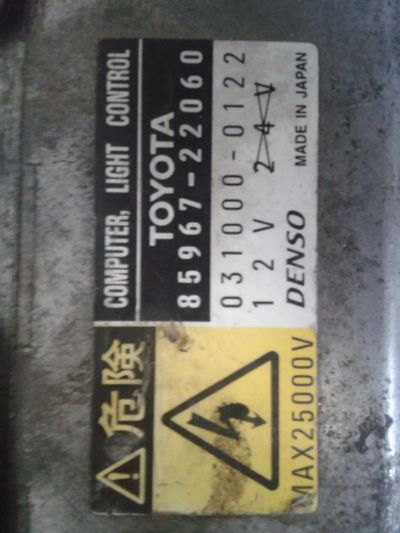 COMPUTER, LIGHT CONTROL
TOYOTA
85967-22060
031000-0122
12V 24V
DENSO MADE IN JAPAN
危険
MAX25000V